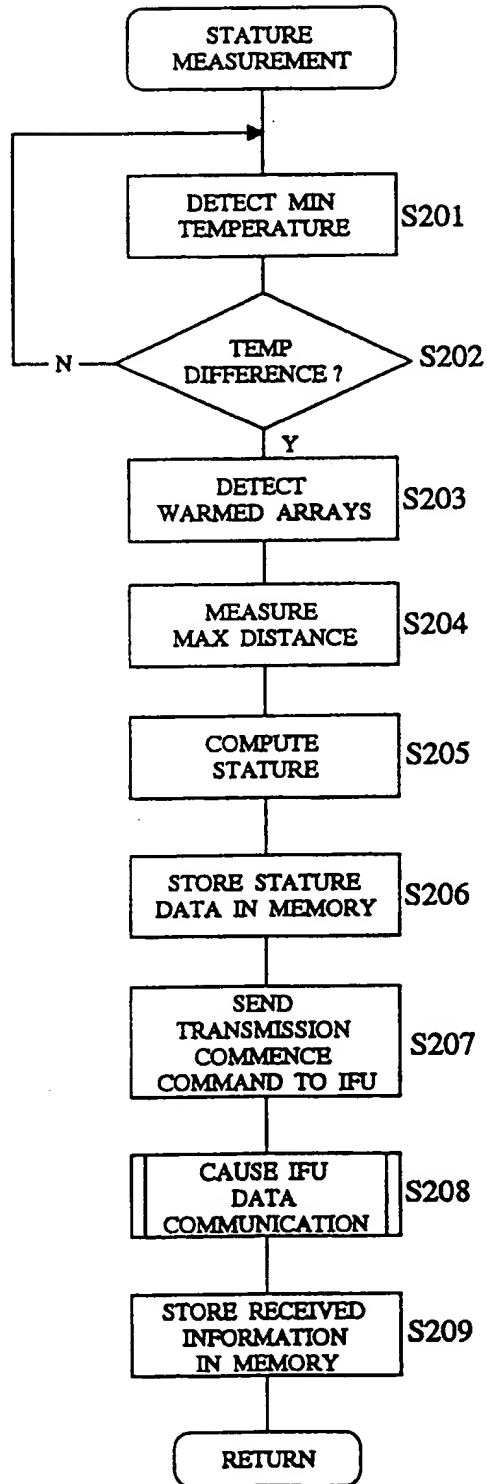 STATURE
MEASUREMENT
DETECT MIN
TEMPERATURE
S201
TEMP
DIFFERENCE ?
S202
N
Y
DETECT
WARMED ARRAYS
S203
MEASURE
MAX DISTANCE
S204
COMPUTE
STATURE
S205
STORE STATURE
DATA IN MEMORY
S206
SEND
TRANSMISSION
COMMENCE
COMMAND TO IFU
S207
CAUSE IFU
DATA
COMMUNICATION
S208
STORE RECEIVED
INFORMATION
IN MEMORY
S209
RETURN